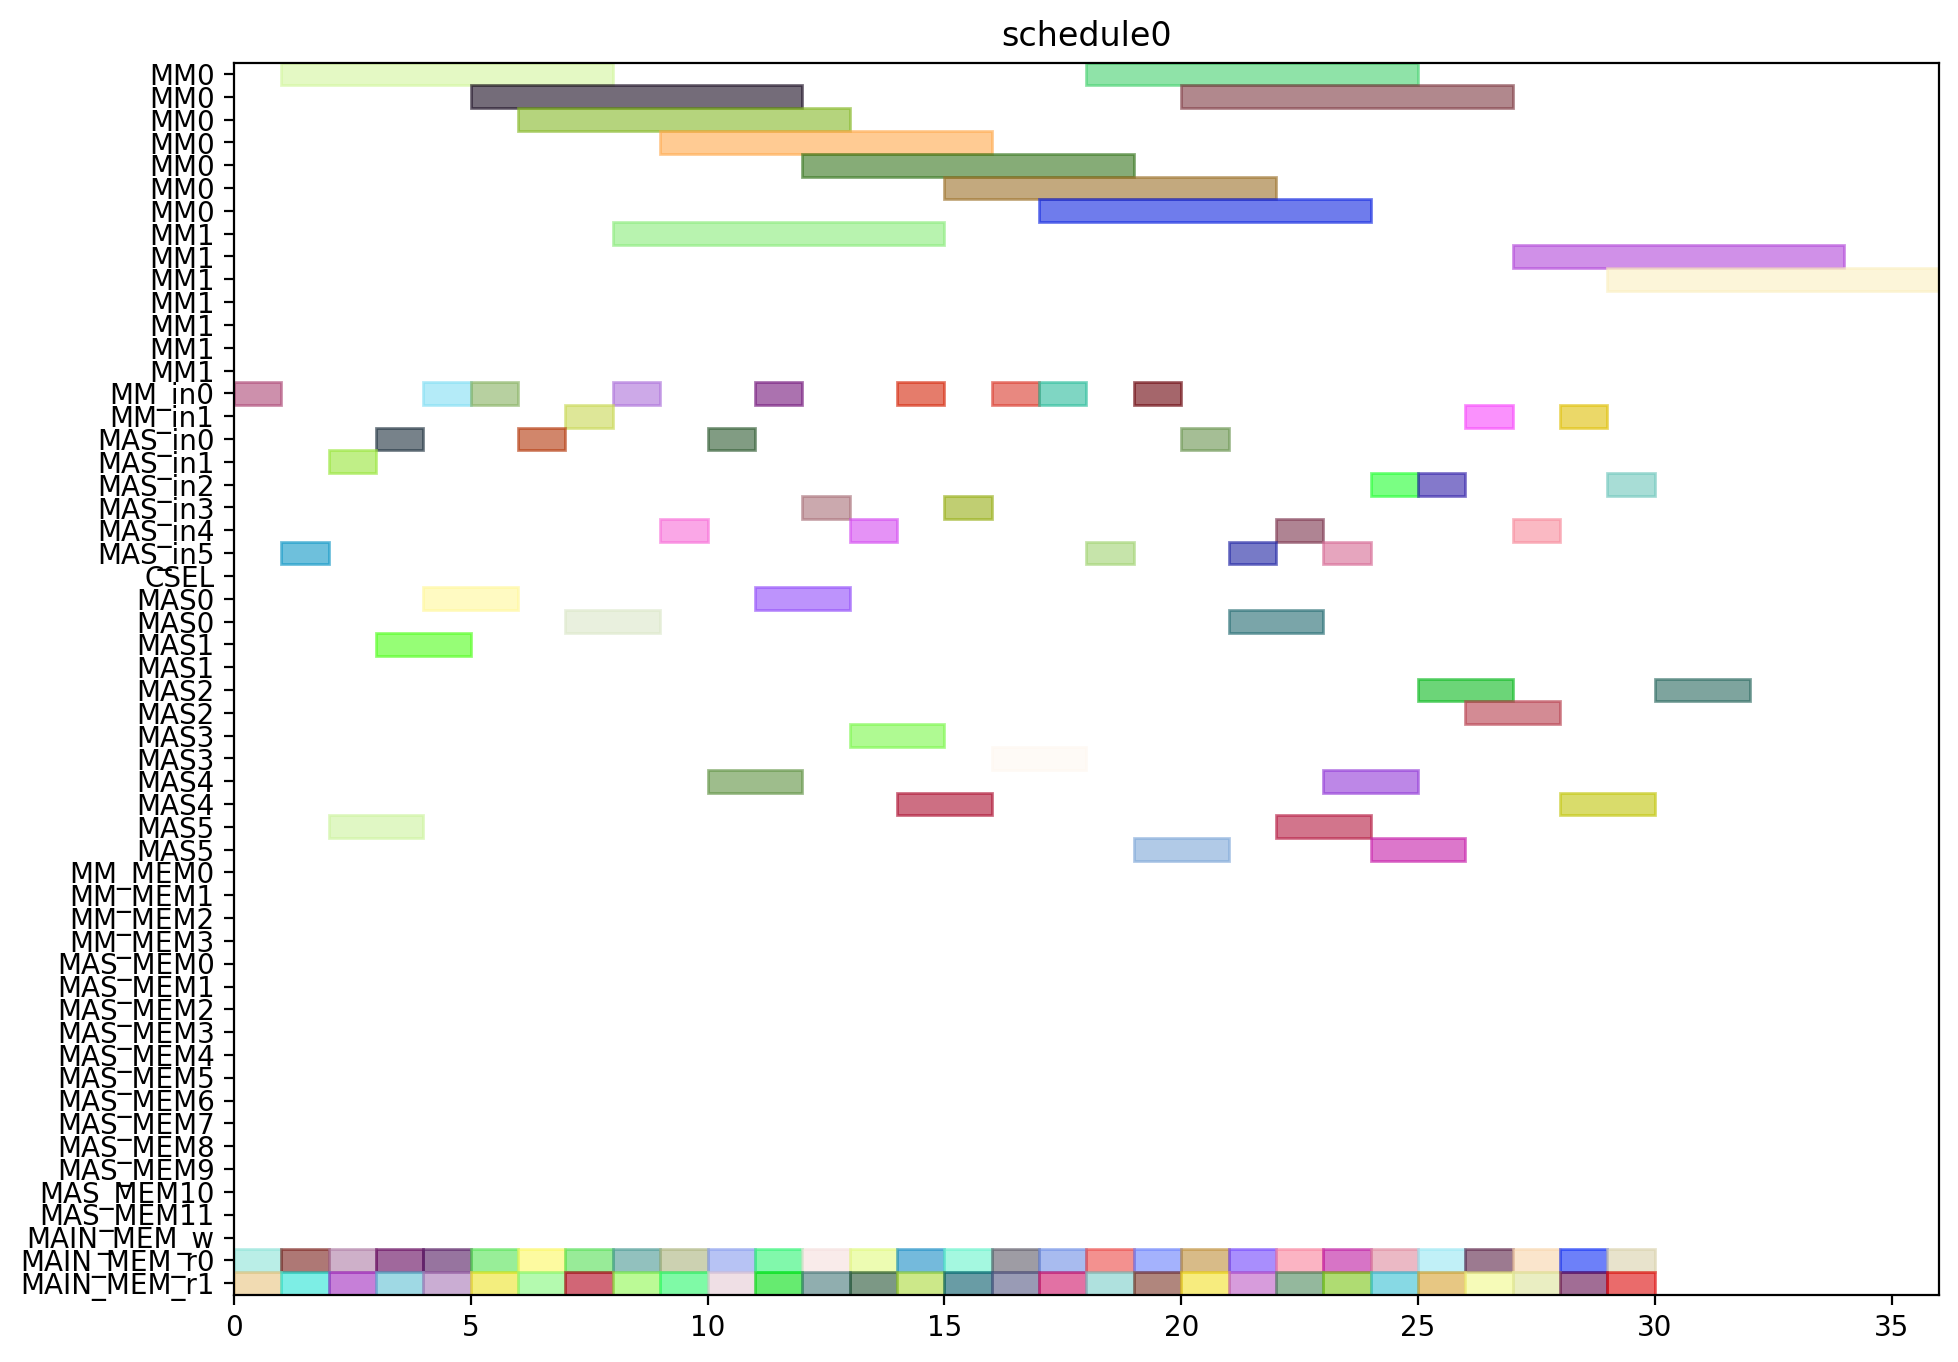 schedule0
MM0
MM0
MM0
MM0
MM0
MM0
MM0
MM1
MM1
MM1
MM1
MM1
MM1
MM1
MM_in0
MM_in1
MAS_in0
MAS_in1
MAS_in2
MAS_in3
MAS_in4
MAS_in5
CSEL
MAS0
MAS0
MAS1
MAS1
MAS2
MAS2
MAS3
MAS3
MAS4
MAS4
MAS5
MAS5
MM_MEM0
MM_MEM1
MM_MEM2
MM_MEM3
MAS_MEM0
MAS_MEM1
MAS_MEM2
MAS_MEM3
MAS_MEM4
MAS_MEM5
MAS_MEM6
MAS_MEM7
MAS_MEM8
MAS_MEM9
MAS_MEM10
MAS_MEM11
MAIN_MEM_w
MAIN_MEM_r0
MAIN_MEM_r1
0 5 10 15 20 25 30 35